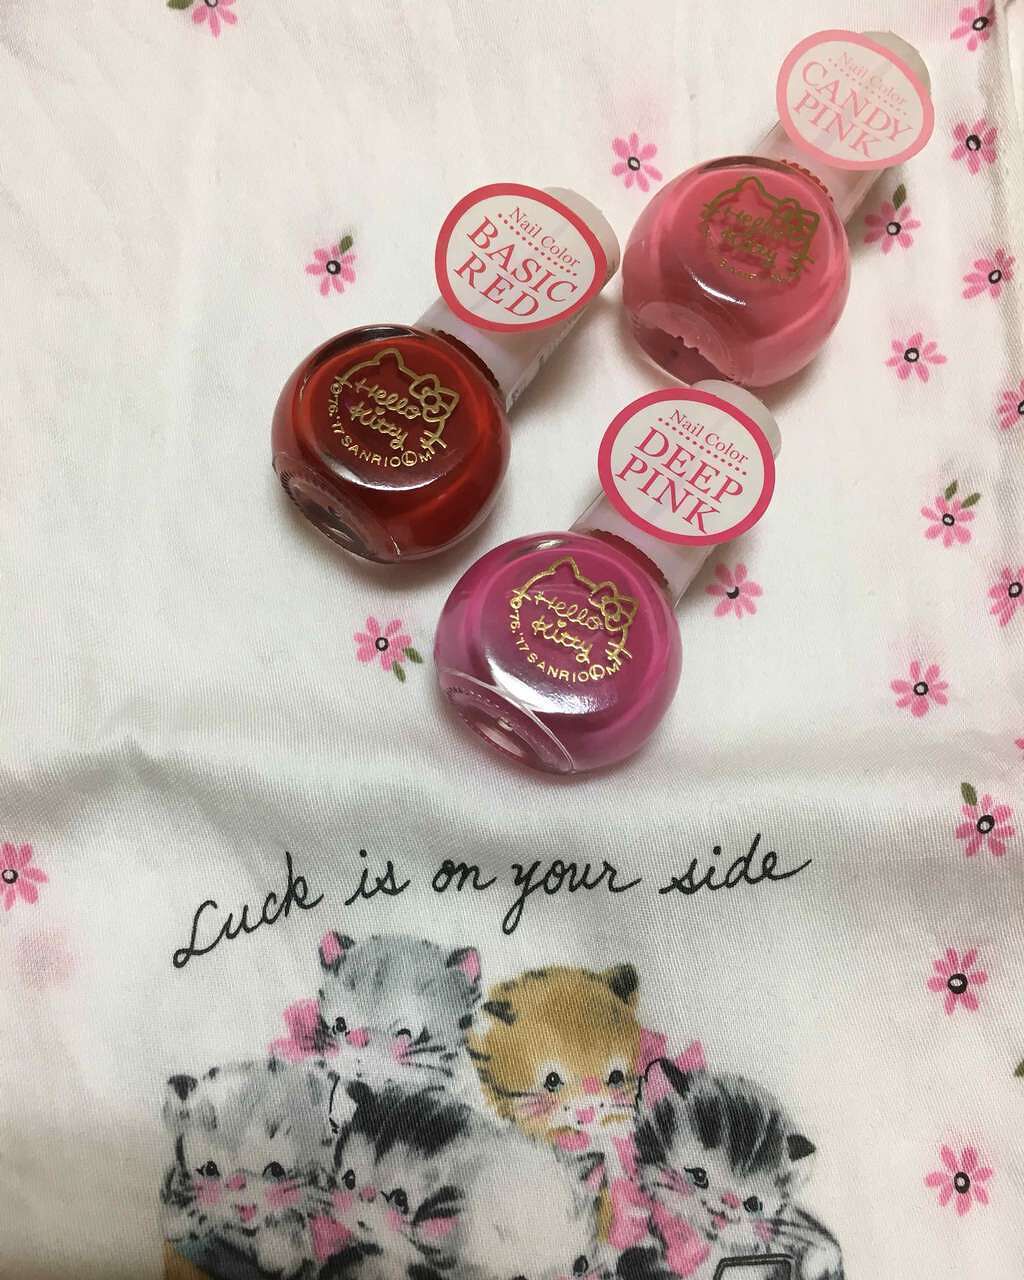 Nail Color
CANDY
PINK
Hello
Kitty
Nail Color
BASIC
RED
Hello
Kitty
©'76,'17 SANRIO Ⓛ M
Nail Color
DEEP
PINK
Hello
Kitty
©'76,'17 SANRIO Ⓛ M
Luck is on your side